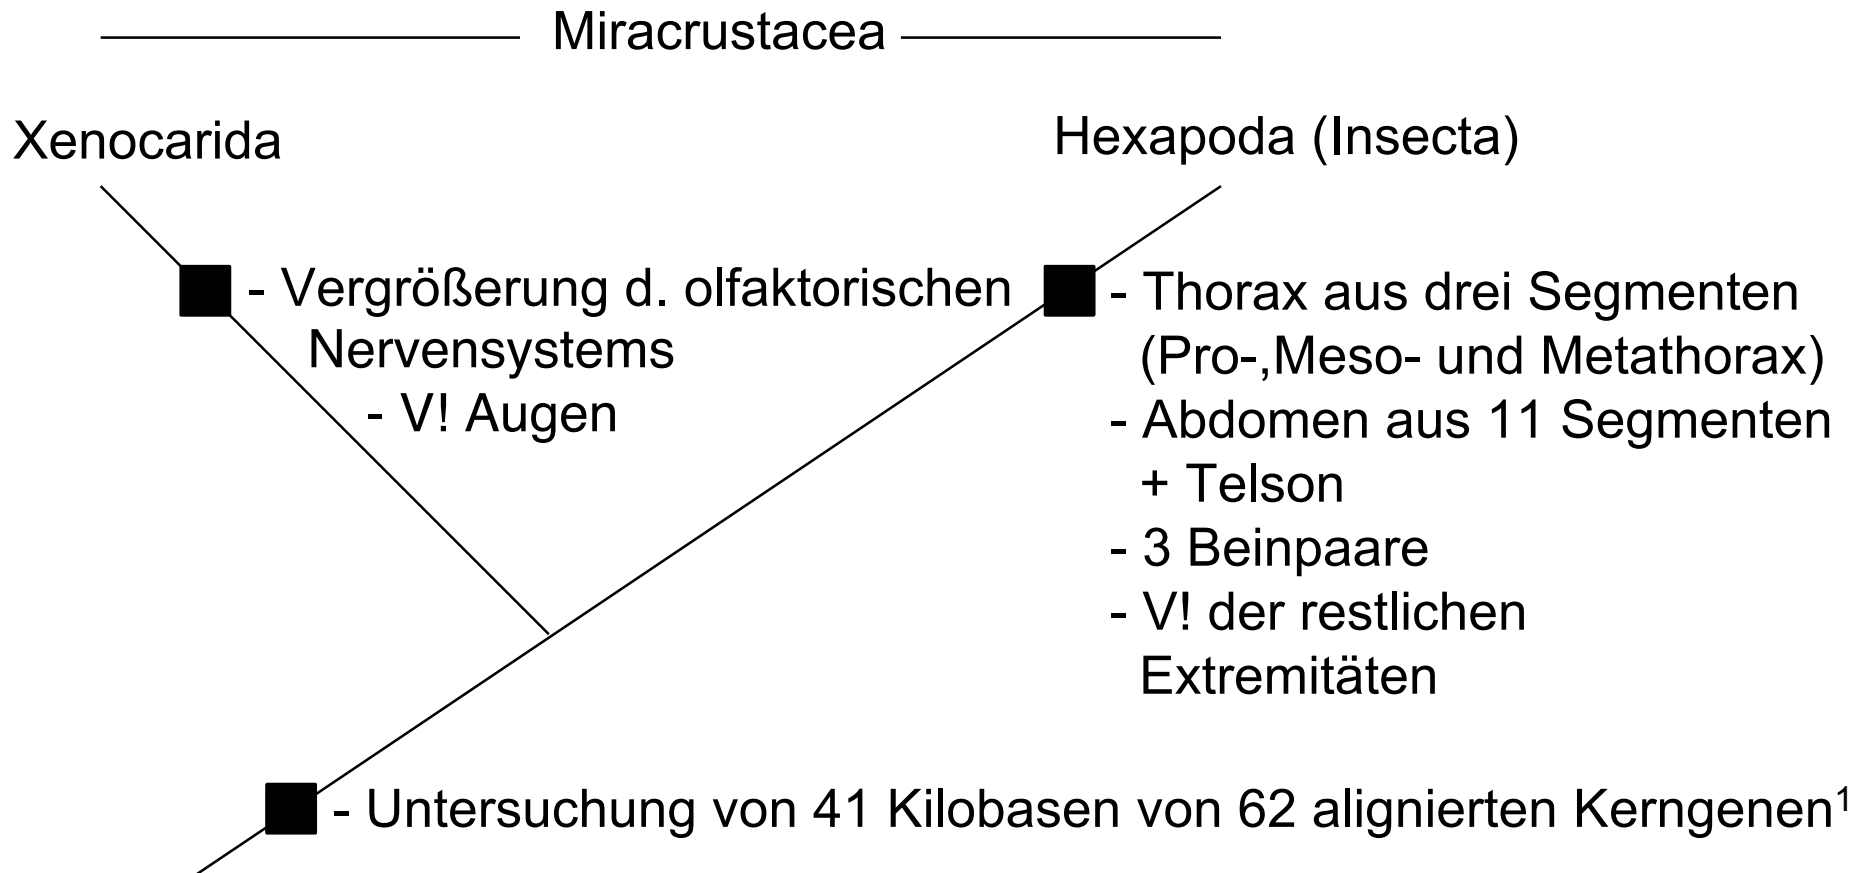 Miracrustacea
Xenocarida
Hexapoda (Insecta)
- Vergrößerung d. olfaktorischen
Nervensystems
- V! Augen
- Thorax aus drei Segmenten
(Pro-,Meso- und Metathorax)
- Abdomen aus 11 Segmenten
+ Telson
- 3 Beinpaare
- V! der restlichen
Extremitäten
- Untersuchung von 41 Kilobasen von 62 alignierten Kerngenen¹